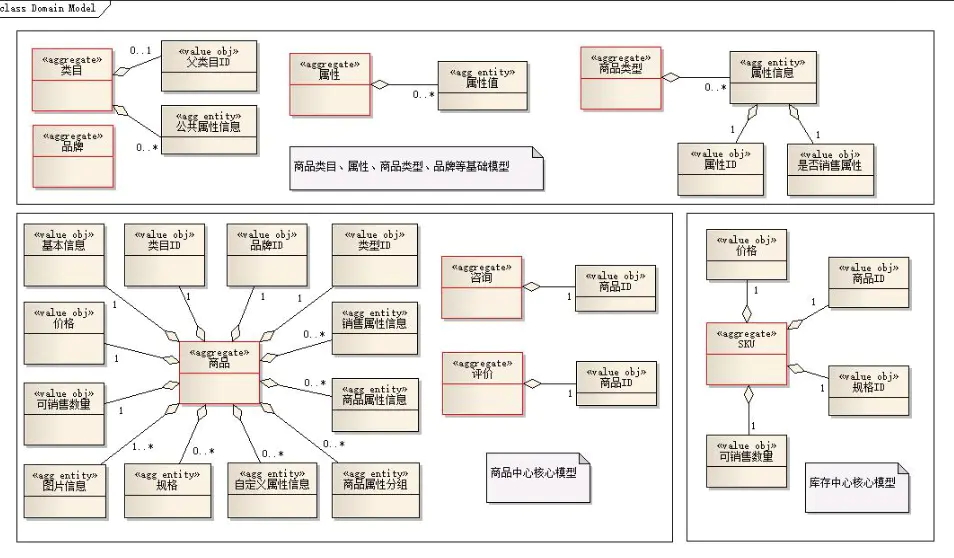 class Domain Model
«aggregate»
类目
0..1
«value obj»
父类目ID
«agg entity»
公共属性信息
0..*
«aggregate»
品牌
«aggregate»
属性
0..*
«agg entity»
属性值
商品类目、属性、商品类型、品牌等基础模型
«aggregate»
商品类型
0..*
«agg entity»
属性信息
1
1
«value obj»
属性ID
«value obj»
是否销售属性
«value obj»
基本信息
«value obj»
类目ID
«value obj»
品牌ID
«value obj»
类型ID
1
1
1
1
«value obj»
价格
1
«aggregate»
商品
0..*
«agg entity»
销售属性信息
«value obj»
可销售数量
1
0..*
«agg entity»
商品属性信息
1..*
0..*
0..*
0..*
«agg entity»
图片信息
«agg entity»
规格
«agg entity»
自定义属性信息
«agg entity»
商品属性分组
«aggregate»
咨询
1
«value obj»
商品ID
«aggregate»
评价
1
«value obj»
商品ID
商品中心核心模型
«value obj»
价格
1
«value obj»
商品ID
1
«aggregate»
SKU
«value obj»
规格ID
1
1
«value obj»
可销售数量
库存中心核心模型